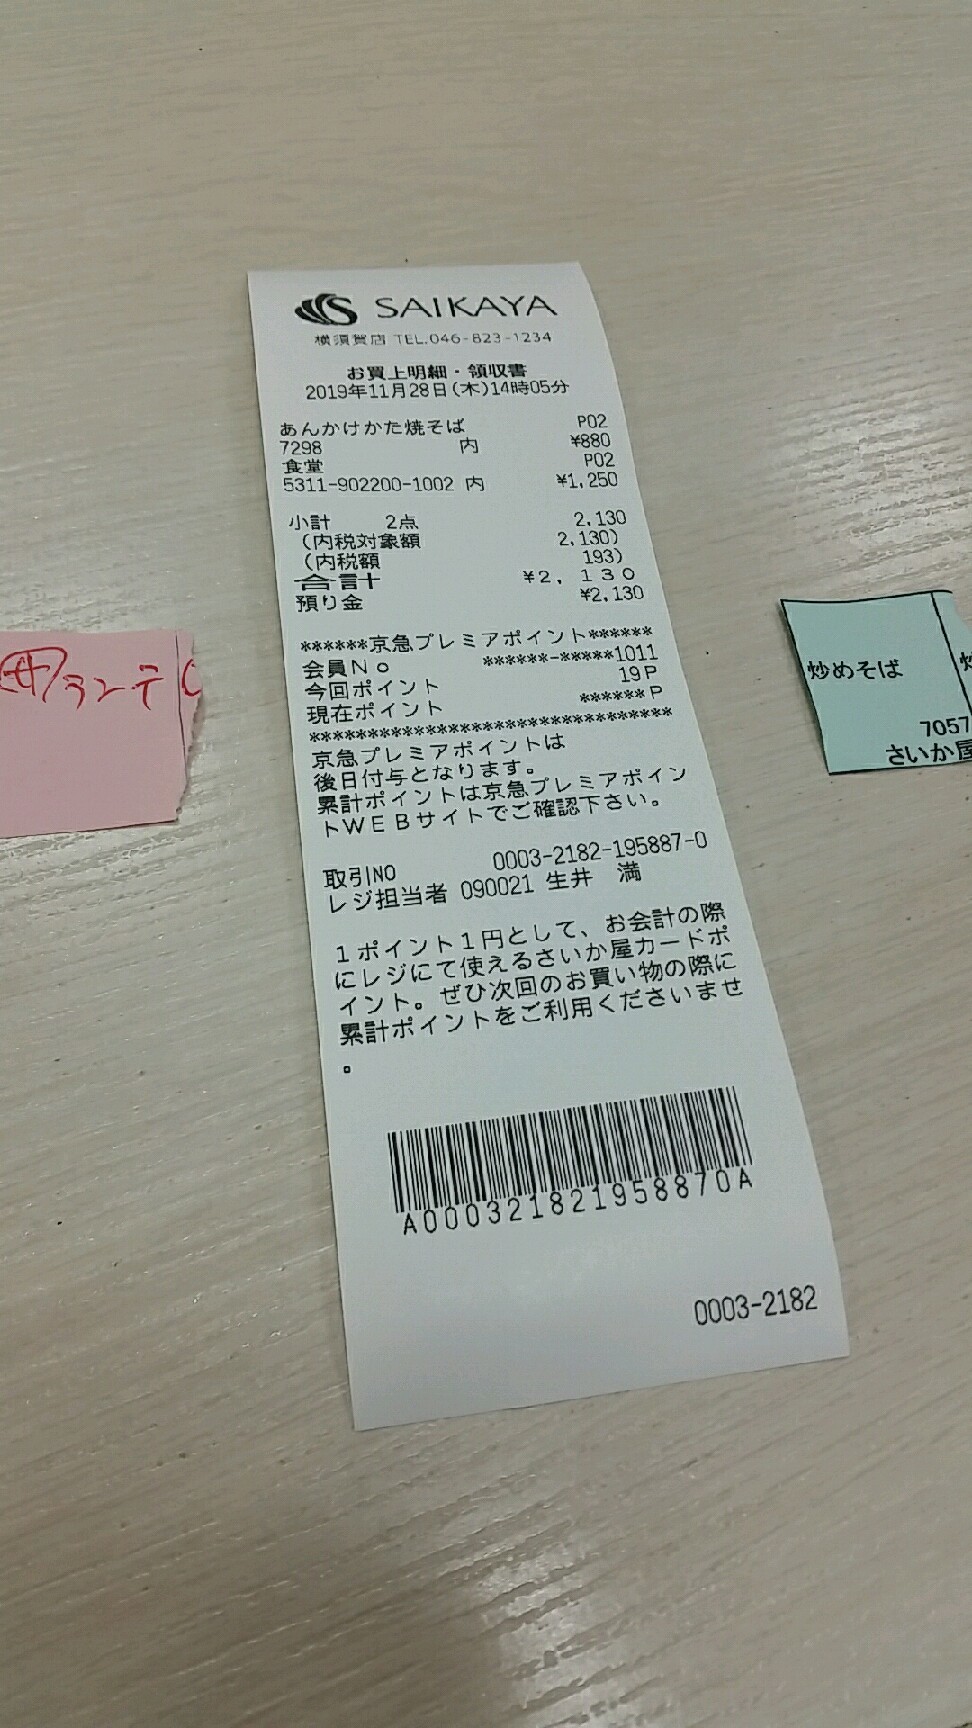 SAIKAYA
横須賀店 TEL.046-823-1234
お買上明細・領収書
2019年11月28日(木)14時05分
あんかけかた焼そば P02
7298 内 ¥880
食堂 P02
5311-902200-1002 内 ¥1,250
小計 2点 2,130
(内税対象額 2,130)
(内税額 193)
合計 ¥2,130
預り金 ¥2,130
******京急プレミアポイント******
会員No ******-*****1011
今回ポイント 19P
現在ポイント ******P
********************************
京急プレミアポイントは
後日付与となります。
累計ポイントは京急プレミアポイン
トWEBサイトでご確認下さい。
取引NO 0003-2182-195887-0
レジ担当者 090021 生井 満
1ポイント1円として、お会計の際
にレジにて使えるさいか屋カードポ
イント。ぜひ次回のお買い物の際に
累計ポイントをご利用くださいませ
。
A000321821958870A
0003-2182
ランチ
炒めそば
7057
さいか屋